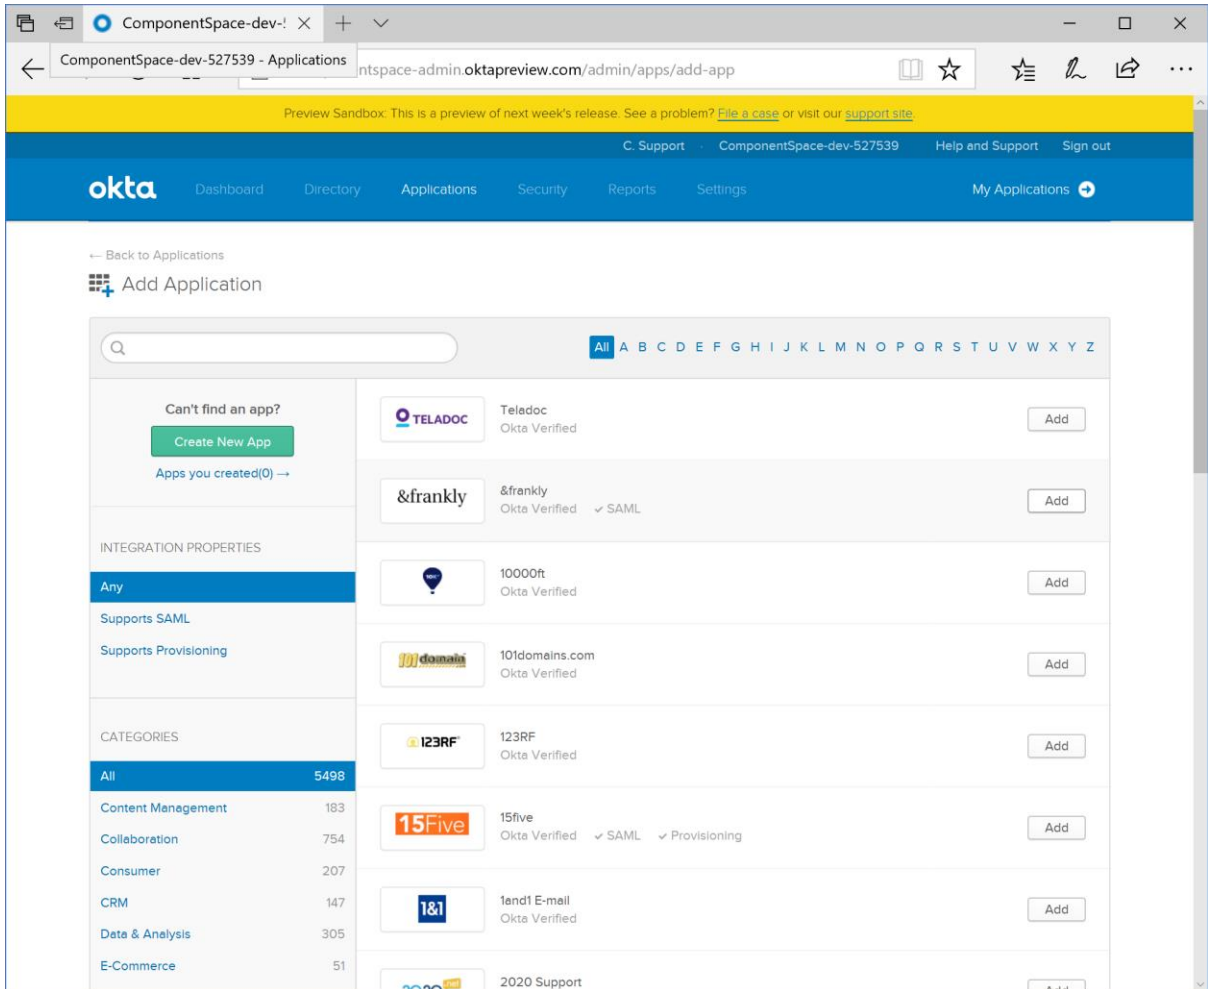 ComponentSpace-dev-5
ComponentSpace-dev-527539 - Applications
ntspace-admin.oktapreview.com/admin/apps/add-app
Preview Sandbox: This is a preview of next week's release. See a problem? File a case or visit our support site.
C. Support · ComponentSpace-dev-527539 Help and Support Sign out
okta Dashboard Directory Applications Security Reports Settings My Applications
← Back to Applications
Add Application
All A B C D E F G H I J K L M N O P Q R S T U V W X Y Z
Can't find an app?
Create New App
Apps you created(0) →
INTEGRATION PROPERTIES
Any
Supports SAML
Supports Provisioning
CATEGORIES
All 5498
Content Management 183
Collaboration 754
Consumer 207
CRM 147
Data & Analysis 305
E-Commerce 51
TELADOC
Teladoc
Okta Verified
Add
&frankly
&frankly
Okta Verified ✓ SAML
Add
10000ft
Okta Verified
Add
101domain
101domains.com
Okta Verified
Add
123RF
123RF
Okta Verified
Add
15Five
15five
Okta Verified ✓ SAML ✓ Provisioning
Add
1&1
1and1 E-mail
Okta Verified
Add
2020
2020 Support
Add